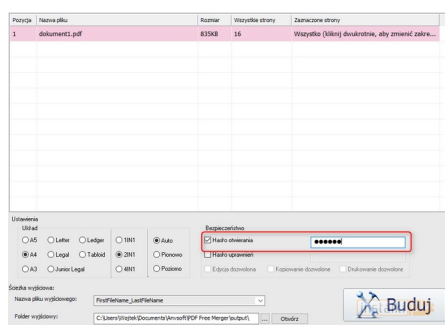 Pozycja Nazwa pliku Rozmiar Wszystkie strony Zaznaczone strony
1 dokument1.pdf 835KB 16 Wszystko (kliknij dwukrotnie, aby zmienić zakre...
Ustawienia
Układ Bezpieczeństwo
A5 Letter Ledger 1IN1 Auto Hasło otwierania ●●●●●●
A4 Legal Tabloid 2IN1 Pionowo Hasło uprawnień
A3 Junior Legal 4IN1 Poziomo Edycja dozwolona Kopiowanie dozwolone Drukowanie dozwolone
Ścieżka wyjściowa:
Nazwa pliku wyjściowego: FirstFileName_LastFileName
Folder wyjściowy: C:\Users\Wojtek\Documents\Anvsoft\PDF Free Merger\output\ ... Otwórz
Buduj